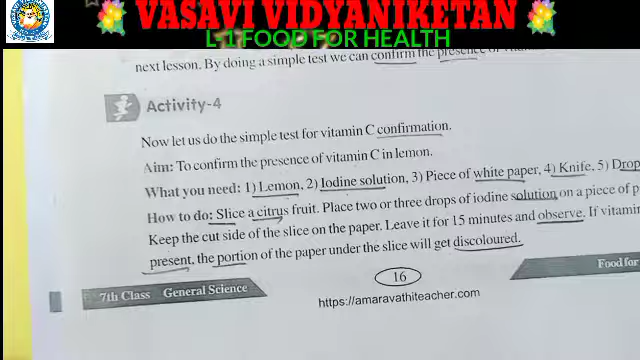 VASAVI VIDYANIKETAN
L-1 FOOD FOR HEALTH
next lesson. By doing a simple test we can confirm the presence of
Activity-4
Now let us do the simple test for vitamin C confirmation.
Aim: To confirm the presence of vitamin C in lemon.
What you need: 1) Lemon, 2) Iodine solution, 3) Piece of white paper, 4) Knife, 5) Drop
How to do: Slice a citrus fruit. Place two or three drops of iodine solution on a piece of p
Keep the cut side of the slice on the paper. Leave it for 15 minutes and observe. If vitamin
present, the portion of the paper under the slice will get discoloured.
7th Class General Science
16
Food for
https://amaravathiteacher.com